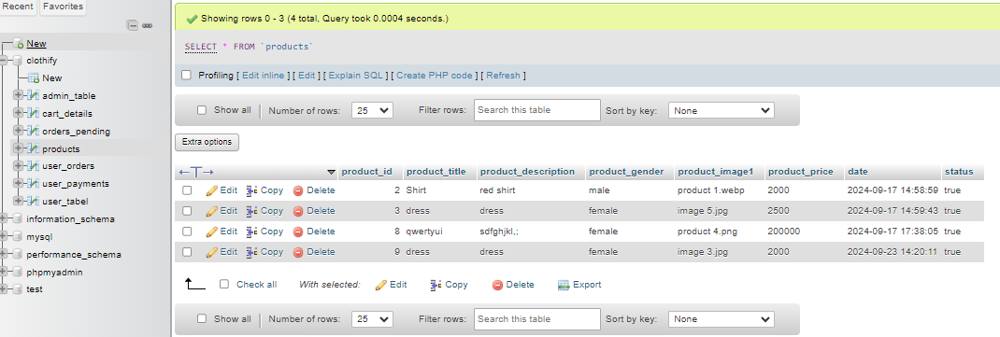 Recent Favorites
New
clothify
New
admin_table
cart_details
orders_pending
products
user_orders
user_payments
user_tabel
information_schema
mysql
performance_schema
phpmyadmin
test
Showing rows 0 - 3 (4 total, Query took 0.0004 seconds.)
SELECT * FROM `products`
Profiling [ Edit inline ] [ Edit ] [ Explain SQL ] [ Create PHP code ] [ Refresh ]
Show all Number of rows: 25 Filter rows: Search this table Sort by key: None
Extra options
product_id product_title product_description product_gender product_image1 product_price date status
Edit Copy Delete 2 Shirt red shirt male product 1.webp 2000 2024-09-17 14:58:59 true
Edit Copy Delete 3 dress dress female image 5.jpg 2500 2024-09-17 14:59:43 true
Edit Copy Delete 8 qwertyui sdfghjkl,; female product 4.png 200000 2024-09-17 17:38:05 true
Edit Copy Delete 9 dress dress female image 3.jpg 2000 2024-09-23 14:20:11 true
Check all With selected: Edit Copy Delete Export
Show all Number of rows: 25 Filter rows: Search this table Sort by key: None